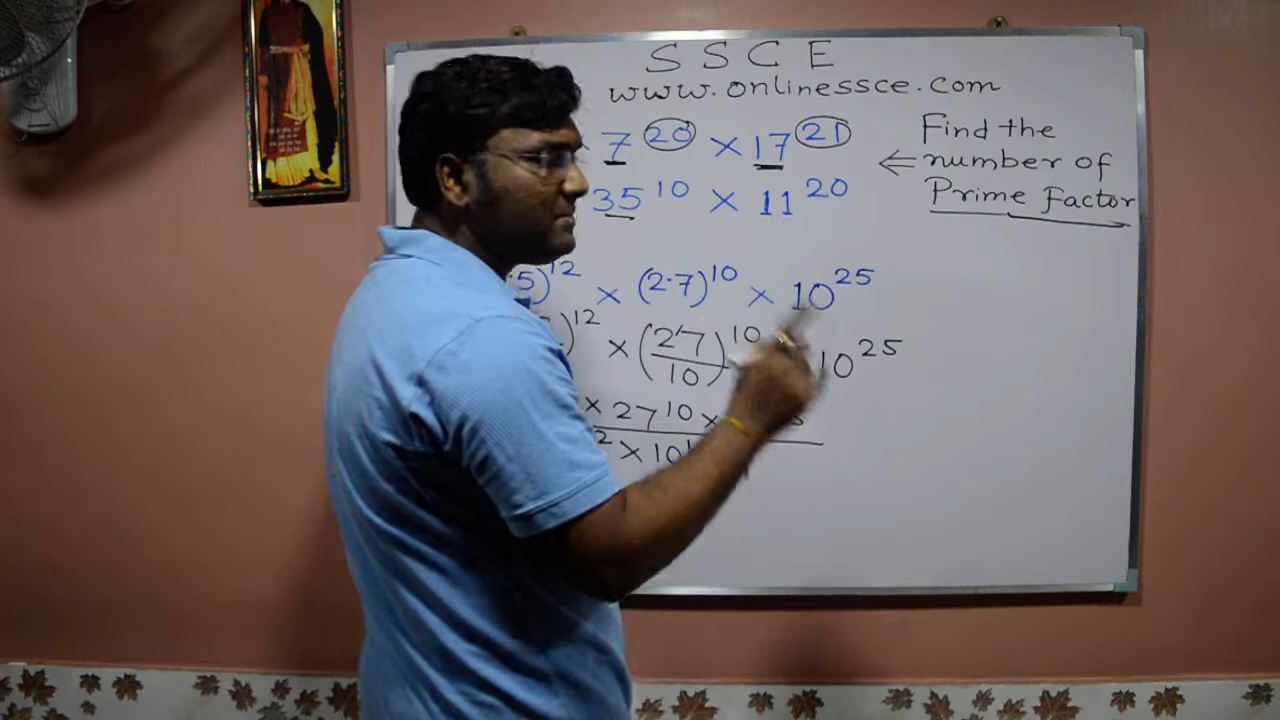 S S C E
www.onlinessce.com
7^20 × 17^21
Find the
⇐ number of
Prime Factor
35^10 × 11^20
5)^12 × (2·7)^10 × 10^25
)^12 × (27/10)^10 10^25
× 27^10 ×
2 × 10